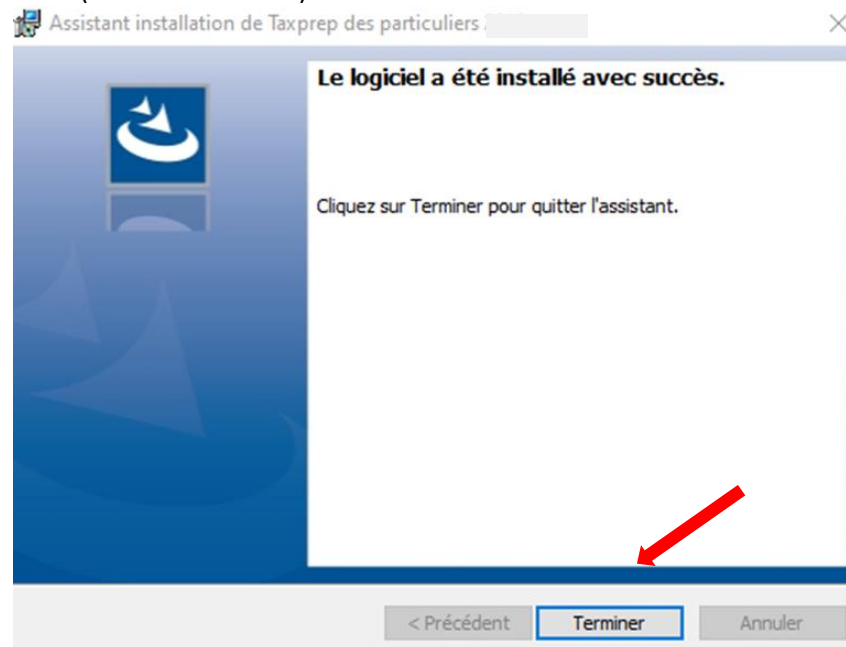 Assistant installation de Taxprep des particuliers
Le logiciel a été installé avec succès.
Cliquez sur Terminer pour quitter l'assistant.
< Précédent Terminer Annuler